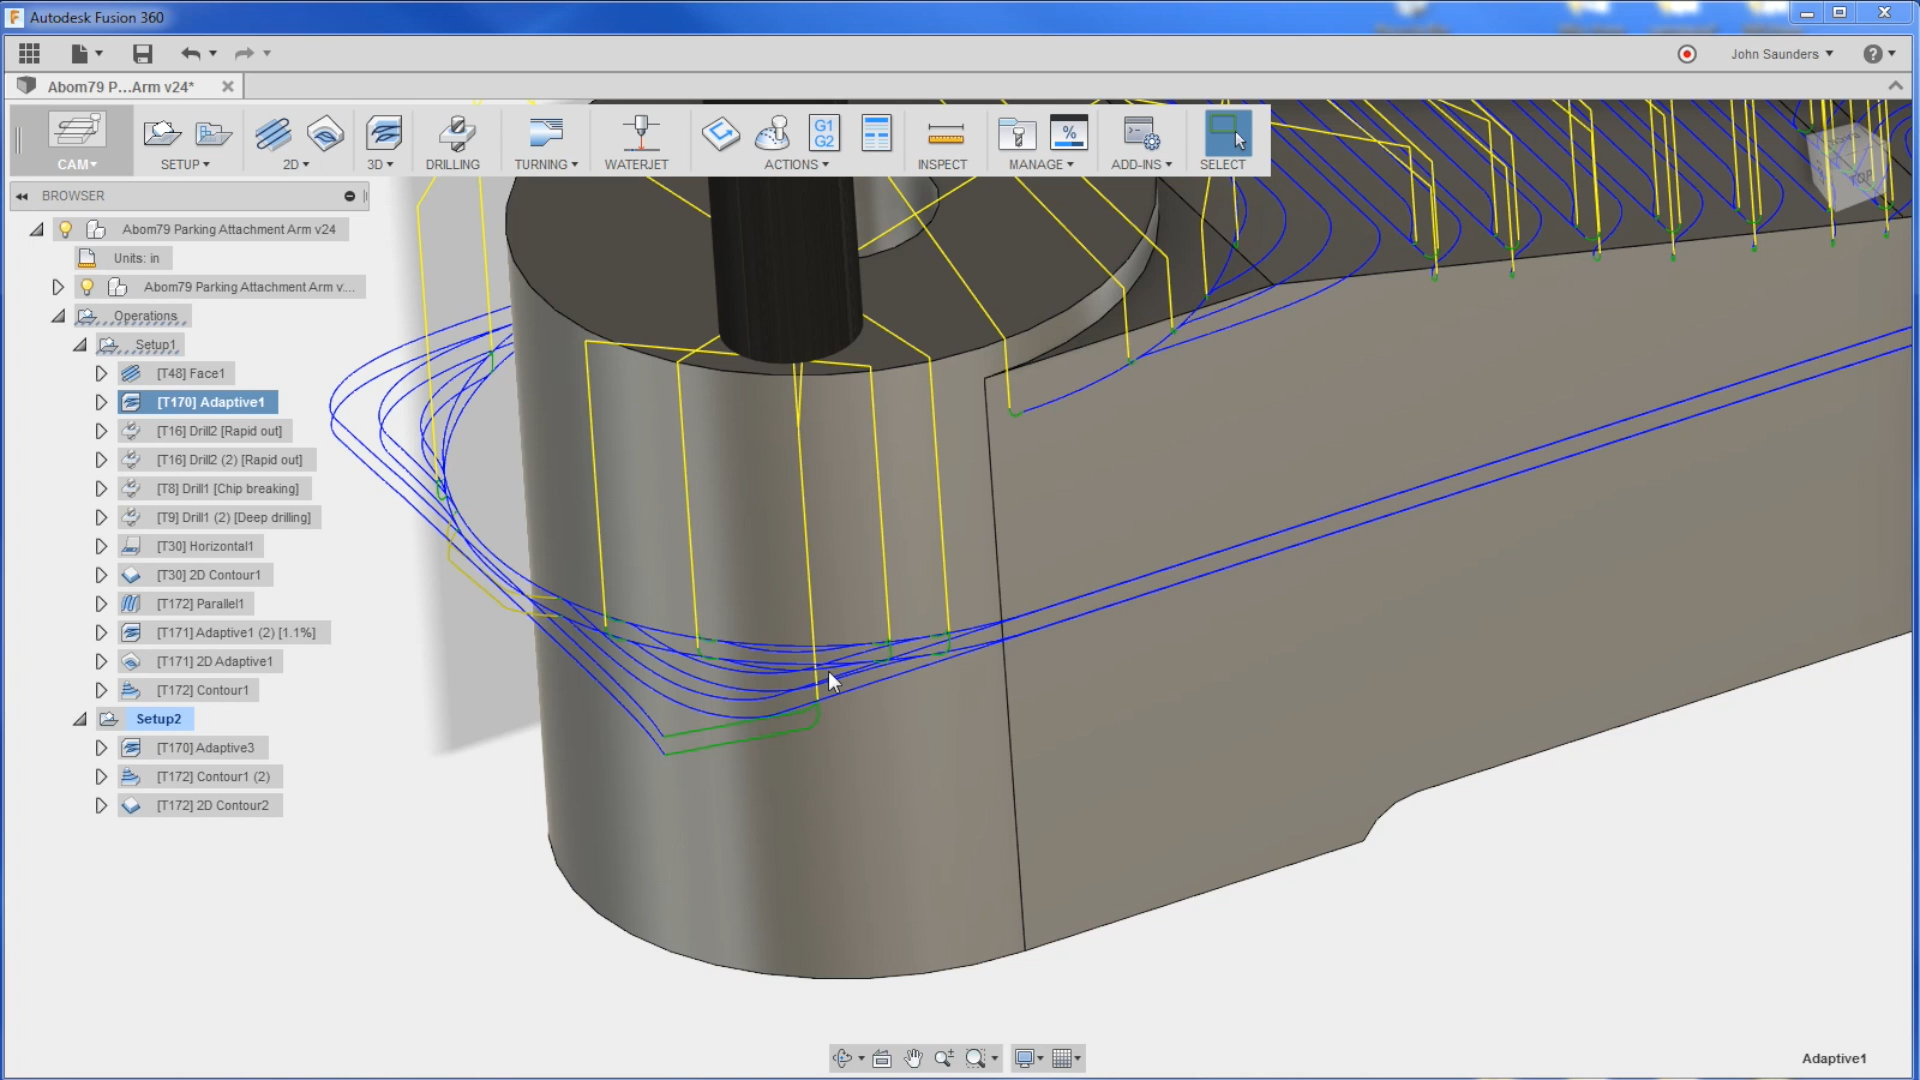 F Autodesk Fusion 360
John Saunders
?
Abom79 P...Arm v24*
CAM
SETUP
2D
3D
DRILLING
TURNING
WATERJET
G1
G2
ACTIONS
INSPECT
%
MANAGE
ADD-INS
SELECT
TOP
BROWSER
Abom79 Parking Attachment Arm v24
Units: in
Abom79 Parking Attachment Arm v....
Operations
Setup1
[T48] Face1
[T170] Adaptive1
[T16] Drill2 [Rapid out]
[T16] Drill2 (2) [Rapid out]
[T8] Drill1 [Chip breaking]
[T9] Drill1 (2) [Deep drilling]
[T30] Horizontal1
[T30] 2D Contour1
[T172] Parallel1
[T171] Adaptive1 (2) [1.1%]
[T171] 2D Adaptive1
[T172] Contour1
Setup2
[T170] Adaptive3
[T172] Contour1 (2)
[T172] 2D Contour2
Adaptive1